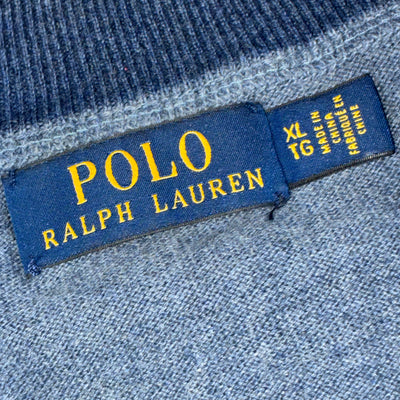 POLO
RALPH LAUREN
XL
TG
MADE IN
CHINA
FABRIQUÉ EN
CHINE